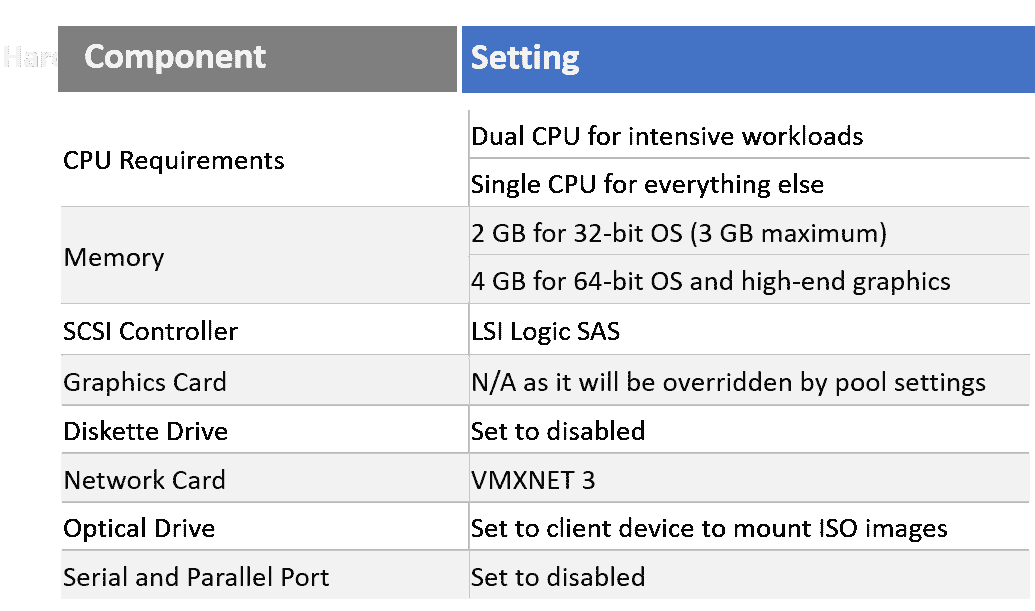 Component Setting
CPU Requirements
Dual CPU for intensive workloads
Single CPU for everything else
Memory
2 GB for 32-bit OS (3 GB maximum)
4 GB for 64-bit OS and high-end graphics
SCSI Controller LSI Logic SAS
Graphics Card N/A as it will be overridden by pool settings
Diskette Drive Set to disabled
Network Card VMXNET 3
Optical Drive Set to client device to mount ISO images
Serial and Parallel Port Set to disabled